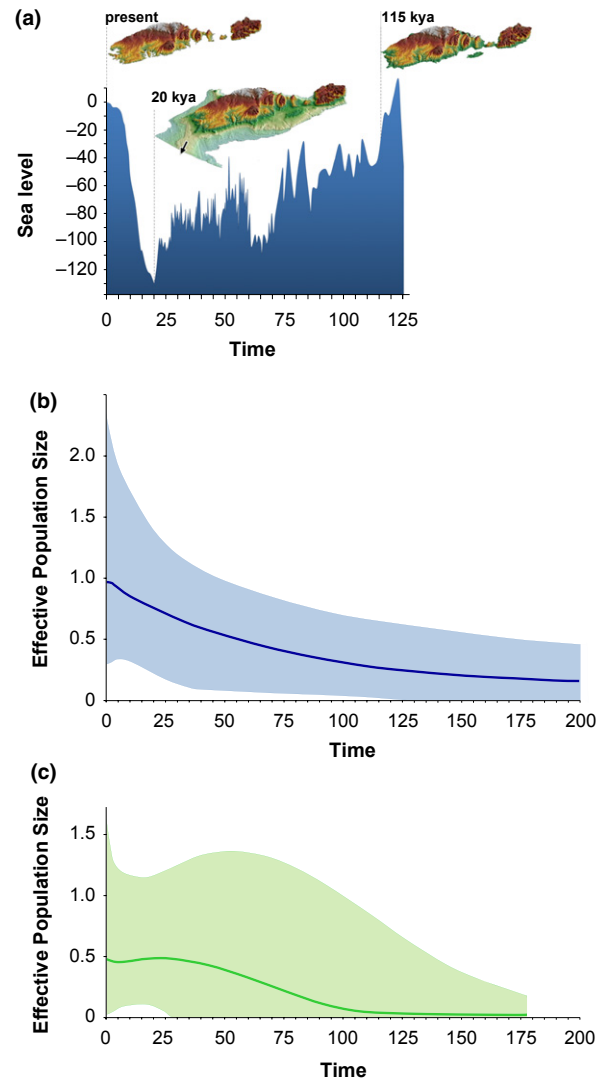 (a)
present
20 kya
115 kya
Sea level
0
–20
–40
–60
–80
–100
–120
0 25 50 75 100 125
Time
(b)
Effective Population Size
2.0
1.0
0.5
0
0 25 50 75 100 125 150 175 200
Time
(c)
Effective Population Size
1.5
1.0
0.5
0
0 25 50 75 100 125 150 175 200
Time